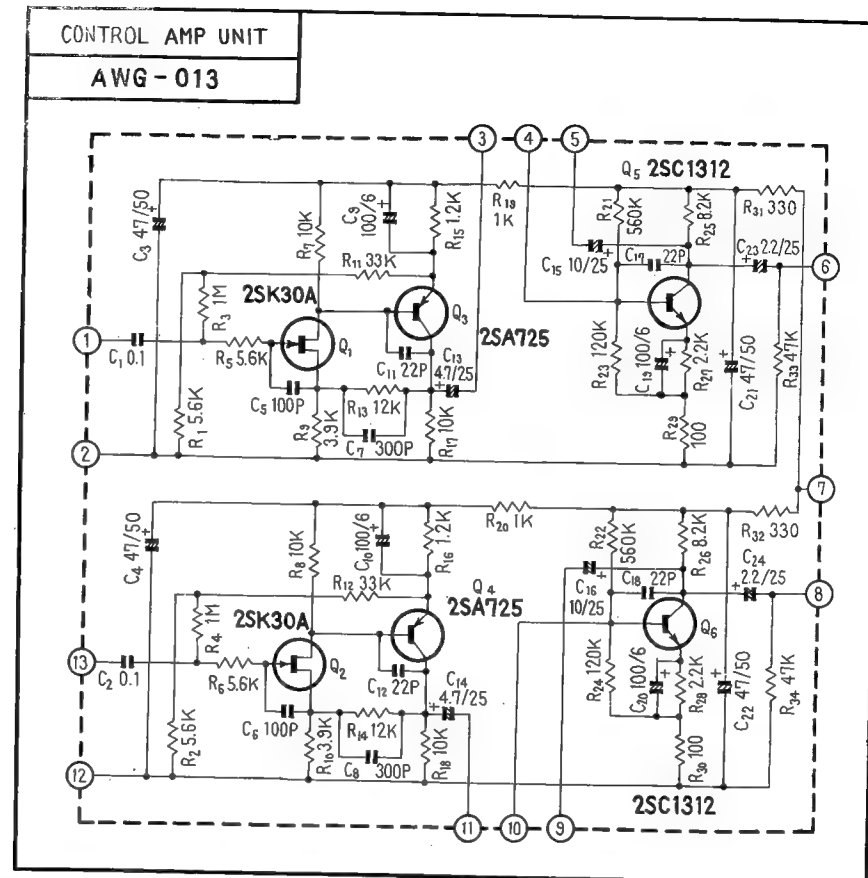 CONTROL AMP UNIT
AWG-013
3
4
5
Q5 2SC1312
C3 47/50
R7 10K
C9 100/6
R15 1.2K
R19 1K
R21 560K
R25 8.2K
R31 330
R11 33K
C15 10/25
C17 22P
C23 2.2/25
6
2SK30A
R3 1M
Q3
2SA725
1
C1 0.1
R5 5.6K
Q1
C11 22P
C13 4.7/25
R23 120K
C19 100/6
R27 2.2K
C21 47/50
R33 47K
C5 100P
R13 12K
R1 5.6K
R9 3.9K
C7 300P
R17 10K
R29 100
2
7
C4 47/50
R8 10K
C10 100/6
R16 1.2K
R20 1K
R22 560K
R26 8.2K
R32 330
R12 33K
C16 10/25
C18 22P
C24 2.2/25
8
Q4
2SA725
2SK30A
R4 1M
Q6
13
C2 0.1
R6 5.6K
Q2
C12 22P
C14 4.7/25
R24 120K
C20 100/6
R28 2.2K
C22 47/50
R34 47K
R2 5.6K
C6 100P
R10 3.9K
R14 12K
C8 300P
R18 10K
R30 100
12
2SC1312
11
10
9